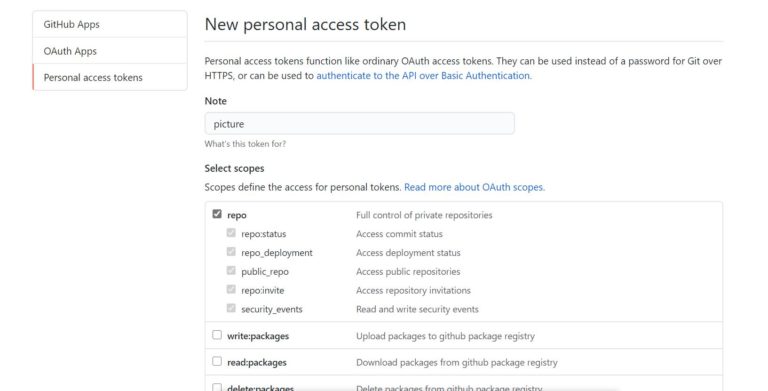 GitHub Apps
OAuth Apps
Personal access tokens
New personal access token
Personal access tokens function like ordinary OAuth access tokens. They can be used instead of a password for Git over
HTTPS, or can be used to authenticate to the API over Basic Authentication.
Note
picture
What's this token for?
Select scopes
Scopes define the access for personal tokens. Read more about OAuth scopes.
repo Full control of private repositories
repo:status Access commit status
repo_deployment Access deployment status
public_repo Access public repositories
repo:invite Access repository invitations
security_events Read and write security events
write:packages Upload packages to github package registry
read:packages Download packages from github package registry
delete:packages Delete packages from github package registry